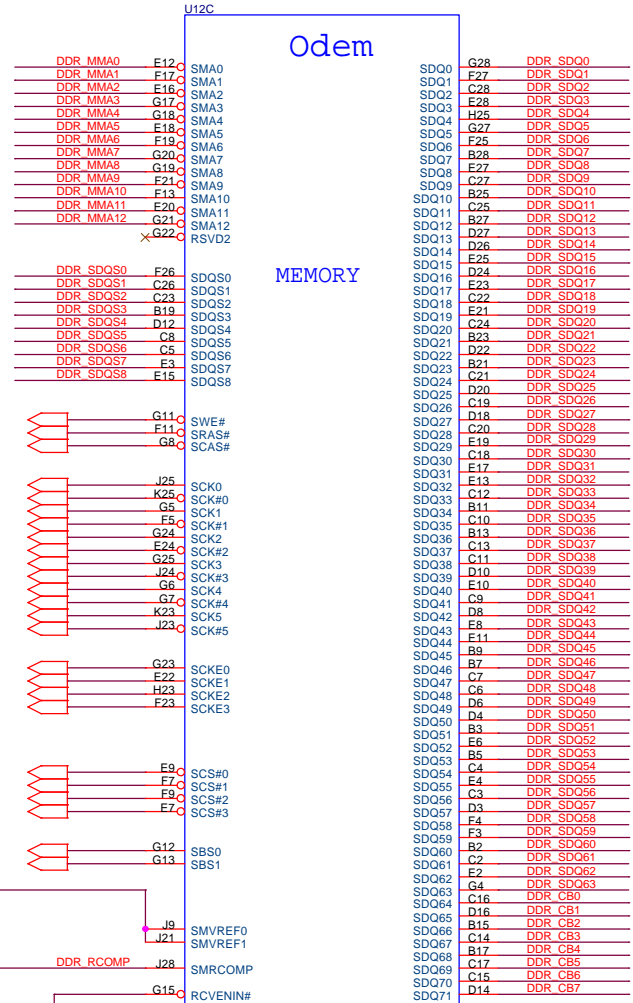 U12C
Odem
MEMORY
DDR_MMA0 E12 SMA0
DDR_MMA1 F17 SMA1
DDR_MMA2 E16 SMA2
DDR_MMA3 G17 SMA3
DDR_MMA4 G18 SMA4
DDR_MMA5 E18 SMA5
DDR_MMA6 F19 SMA6
DDR_MMA7 G20 SMA7
DDR_MMA8 G19 SMA8
DDR_MMA9 F21 SMA9
DDR_MMA10 F13 SMA10
DDR_MMA11 E20 SMA11
DDR_MMA12 G21 SMA12
G22 RSVD2
DDR_SDQS0 F26 SDQS0
DDR_SDQS1 C26 SDQS1
DDR_SDQS2 C23 SDQS2
DDR_SDQS3 B19 SDQS3
DDR_SDQS4 D12 SDQS4
DDR_SDQS5 C8 SDQS5
DDR_SDQS6 C5 SDQS6
DDR_SDQS7 E3 SDQS7
DDR_SDQS8 E15 SDQS8
G11 SWE#
F11 SRAS#
G8 SCAS#
J25 SCK0
K25 SCK#0
G5 SCK1
F5 SCK#1
G24 SCK2
E24 SCK#2
G25 SCK3
J24 SCK#3
G6 SCK4
G7 SCK#4
K23 SCK5
J23 SCK#5
G23 SCKE0
E22 SCKE1
H23 SCKE2
F23 SCKE3
E9 SCS#0
F7 SCS#1
F9 SCS#2
E7 SCS#3
G12 SBS0
G13 SBS1
J9 SMVREF0
J21 SMVREF1
DDR_RCOMP J28 SMRCOMP
G15 RCVENIN#
SDQ0 G28 DDR_SDQ0
SDQ1 F27 DDR_SDQ1
SDQ2 C28 DDR_SDQ2
SDQ3 E28 DDR_SDQ3
SDQ4 H25 DDR_SDQ4
SDQ5 G27 DDR_SDQ5
SDQ6 F25 DDR_SDQ6
SDQ7 B28 DDR_SDQ7
SDQ8 E27 DDR_SDQ8
SDQ9 C27 DDR_SDQ9
SDQ10 B25 DDR_SDQ10
SDQ11 C25 DDR_SDQ11
SDQ12 B27 DDR_SDQ12
SDQ13 D27 DDR_SDQ13
SDQ14 D26 DDR_SDQ14
SDQ15 E25 DDR_SDQ15
SDQ16 D24 DDR_SDQ16
SDQ17 E23 DDR_SDQ17
SDQ18 C22 DDR_SDQ18
SDQ19 E21 DDR_SDQ19
SDQ20 C24 DDR_SDQ20
SDQ21 B23 DDR_SDQ21
SDQ22 D22 DDR_SDQ22
SDQ23 B21 DDR_SDQ23
SDQ24 C21 DDR_SDQ24
SDQ25 D20 DDR_SDQ25
SDQ26 C19 DDR_SDQ26
SDQ27 D18 DDR_SDQ27
SDQ28 C20 DDR_SDQ28
SDQ29 E19 DDR_SDQ29
SDQ30 C18 DDR_SDQ30
SDQ31 E17 DDR_SDQ31
SDQ32 E13 DDR_SDQ32
SDQ33 C12 DDR_SDQ33
SDQ34 B11 DDR_SDQ34
SDQ35 C10 DDR_SDQ35
SDQ36 B13 DDR_SDQ36
SDQ37 C13 DDR_SDQ37
SDQ38 C11 DDR_SDQ38
SDQ39 D10 DDR_SDQ39
SDQ40 E10 DDR_SDQ40
SDQ41 C9 DDR_SDQ41
SDQ42 D8 DDR_SDQ42
SDQ43 E8 DDR_SDQ43
SDQ44 E11 DDR_SDQ44
SDQ45 B9 DDR_SDQ45
SDQ46 B7 DDR_SDQ46
SDQ47 C7 DDR_SDQ47
SDQ48 C6 DDR_SDQ48
SDQ49 D6 DDR_SDQ49
SDQ50 D4 DDR_SDQ50
SDQ51 B3 DDR_SDQ51
SDQ52 E6 DDR_SDQ52
SDQ53 B5 DDR_SDQ53
SDQ54 C4 DDR_SDQ54
SDQ55 E4 DDR_SDQ55
SDQ56 C3 DDR_SDQ56
SDQ57 D3 DDR_SDQ57
SDQ58 F4 DDR_SDQ58
SDQ59 F3 DDR_SDQ59
SDQ60 B2 DDR_SDQ60
SDQ61 C2 DDR_SDQ61
SDQ62 E2 DDR_SDQ62
SDQ63 G4 DDR_SDQ63
SDQ64 C16 DDR_CB0
SDQ65 D16 DDR_CB1
SDQ66 B15 DDR_CB2
SDQ67 C14 DDR_CB3
SDQ68 B17 DDR_CB4
SDQ69 C17 DDR_CB5
SDQ70 C15 DDR_CB6
SDQ71 D14 DDR_CB7